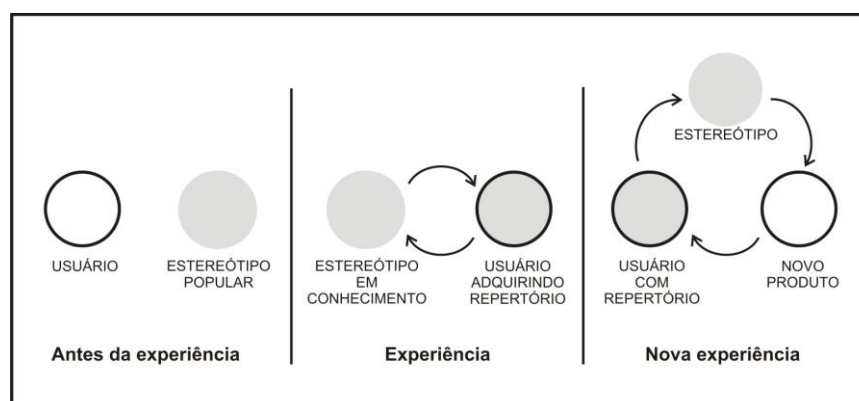 USUÁRIO
ESTEREÓTIPO
POPULAR
Antes da experiência
ESTEREÓTIPO
EM
CONHECIMENTO
USUÁRIO
ADQUIRINDO
REPERTÓRIO
Experiência
ESTEREÓTIPO
USUÁRIO
COM
REPERTÓRIO
NOVO
PRODUTO
Nova experiência